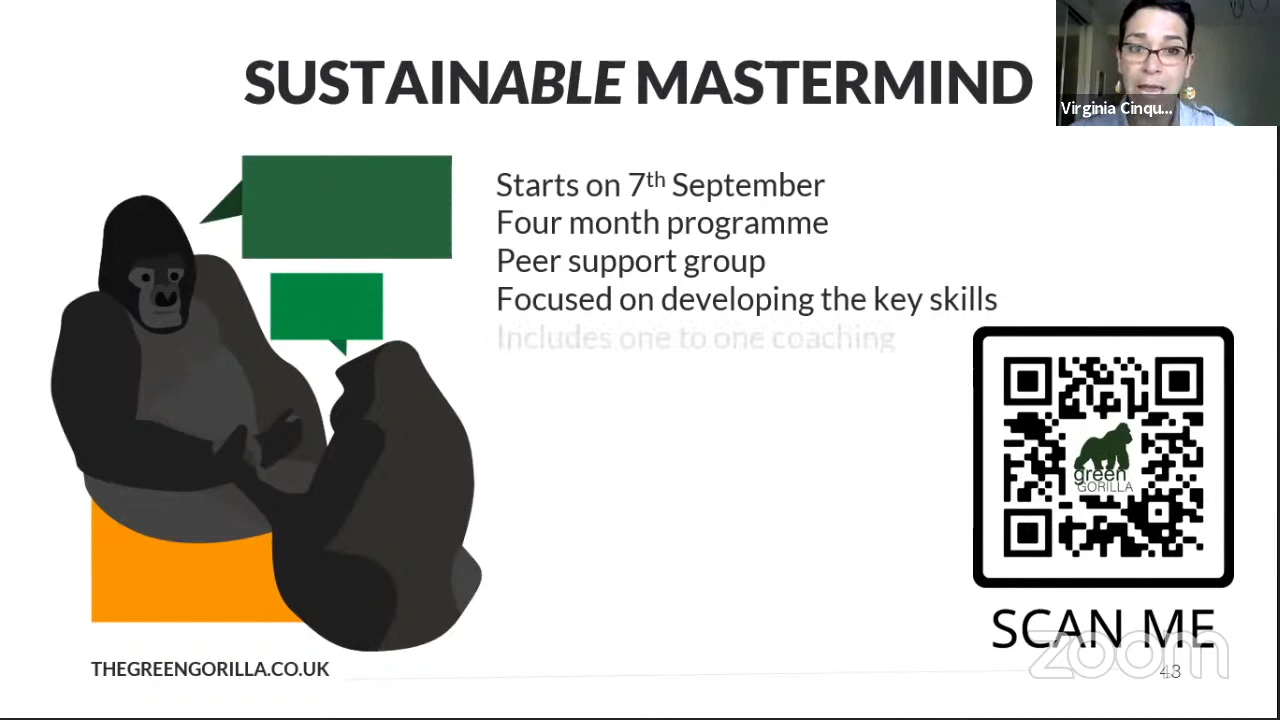 SUSTAINABLE MASTERMIND
Virginia Cinqu...
Starts on 7th September
Four month programme
Peer support group
Focused on developing the key skills
Includes one to one coaching
green
GORILLA
SCAN ME
zoom
THEGREENGORILLA.CO.UK
43